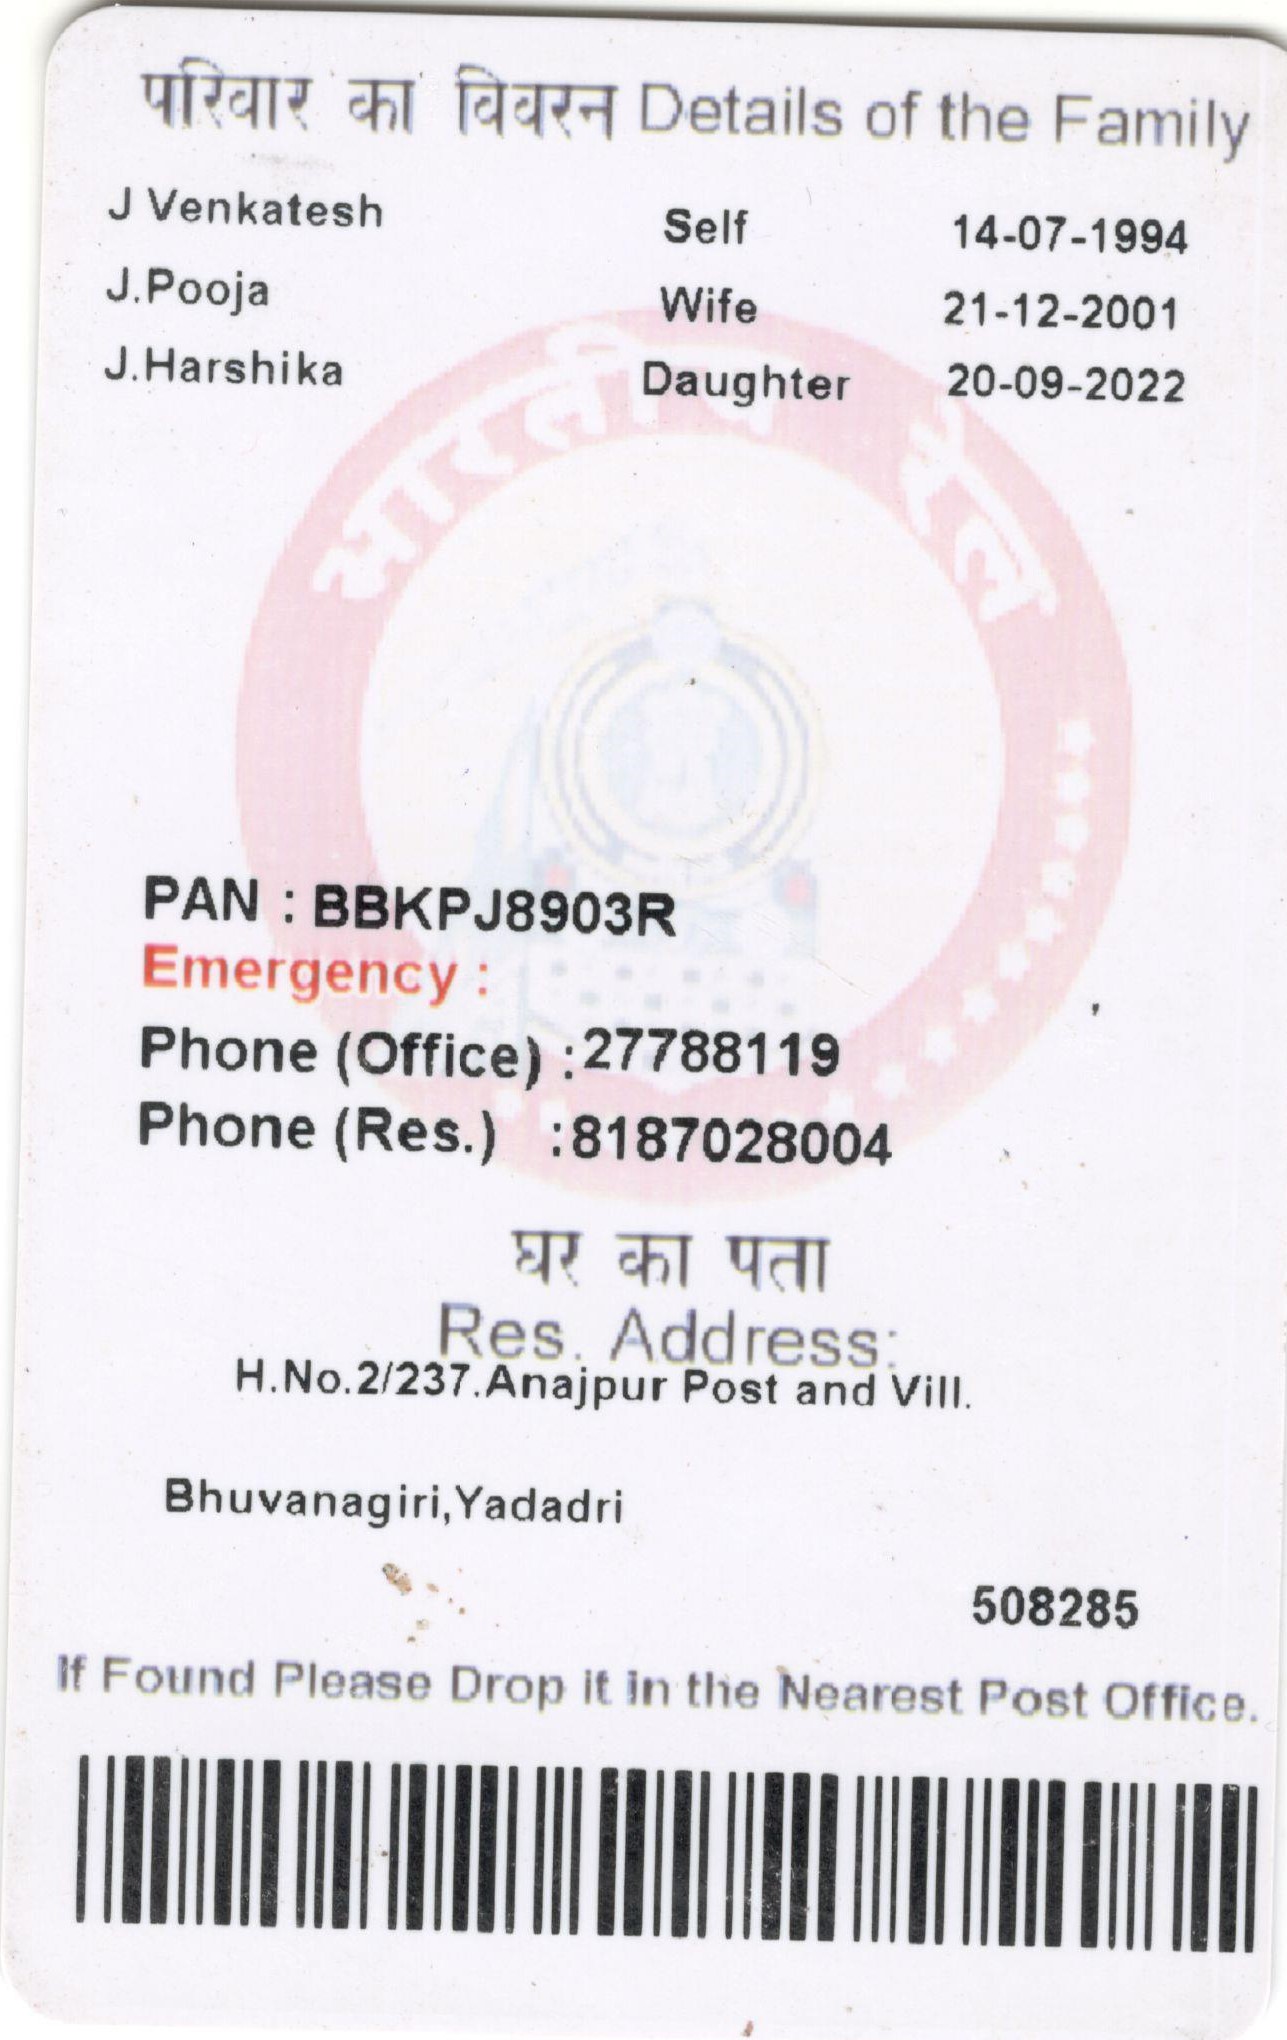 परिवार का विवरन Details of the Family
J Venkatesh Self 14-07-1994
J.Pooja Wife 21-12-2001
J.Harshika Daughter 20-09-2022
भारतीय रेल
PAN : BBKPJ8903R
Emergency :
Phone (Office) :27788119
Phone (Res.) :8187028004
घर का पता
Res. Address:
H.No.2/237.Anajpur Post and Vill.
Bhuvanagiri,Yadadri
508285
If Found Please Drop it in the Nearest Post Office.